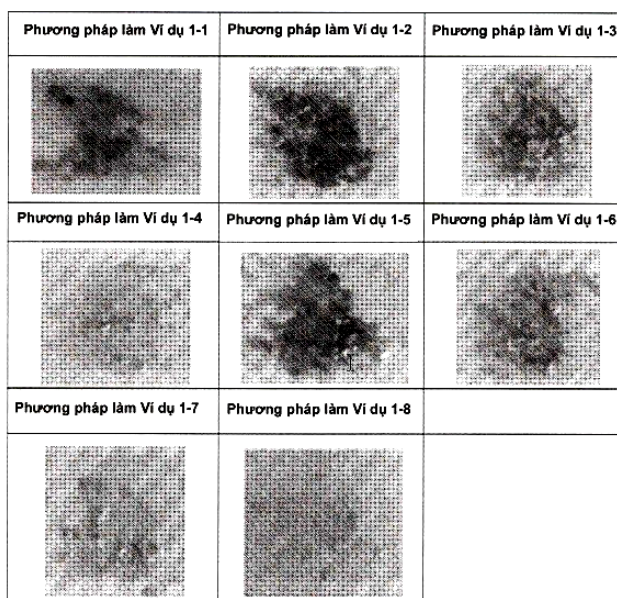 Phương pháp làm Ví dụ 1-1
Phương pháp làm Ví dụ 1-2
Phương pháp làm Ví dụ 1-3
Phương pháp làm Ví dụ 1-4
Phương pháp làm Ví dụ 1-5
Phương pháp làm Ví dụ 1-6
Phương pháp làm Ví dụ 1-7
Phương pháp làm Ví dụ 1-8